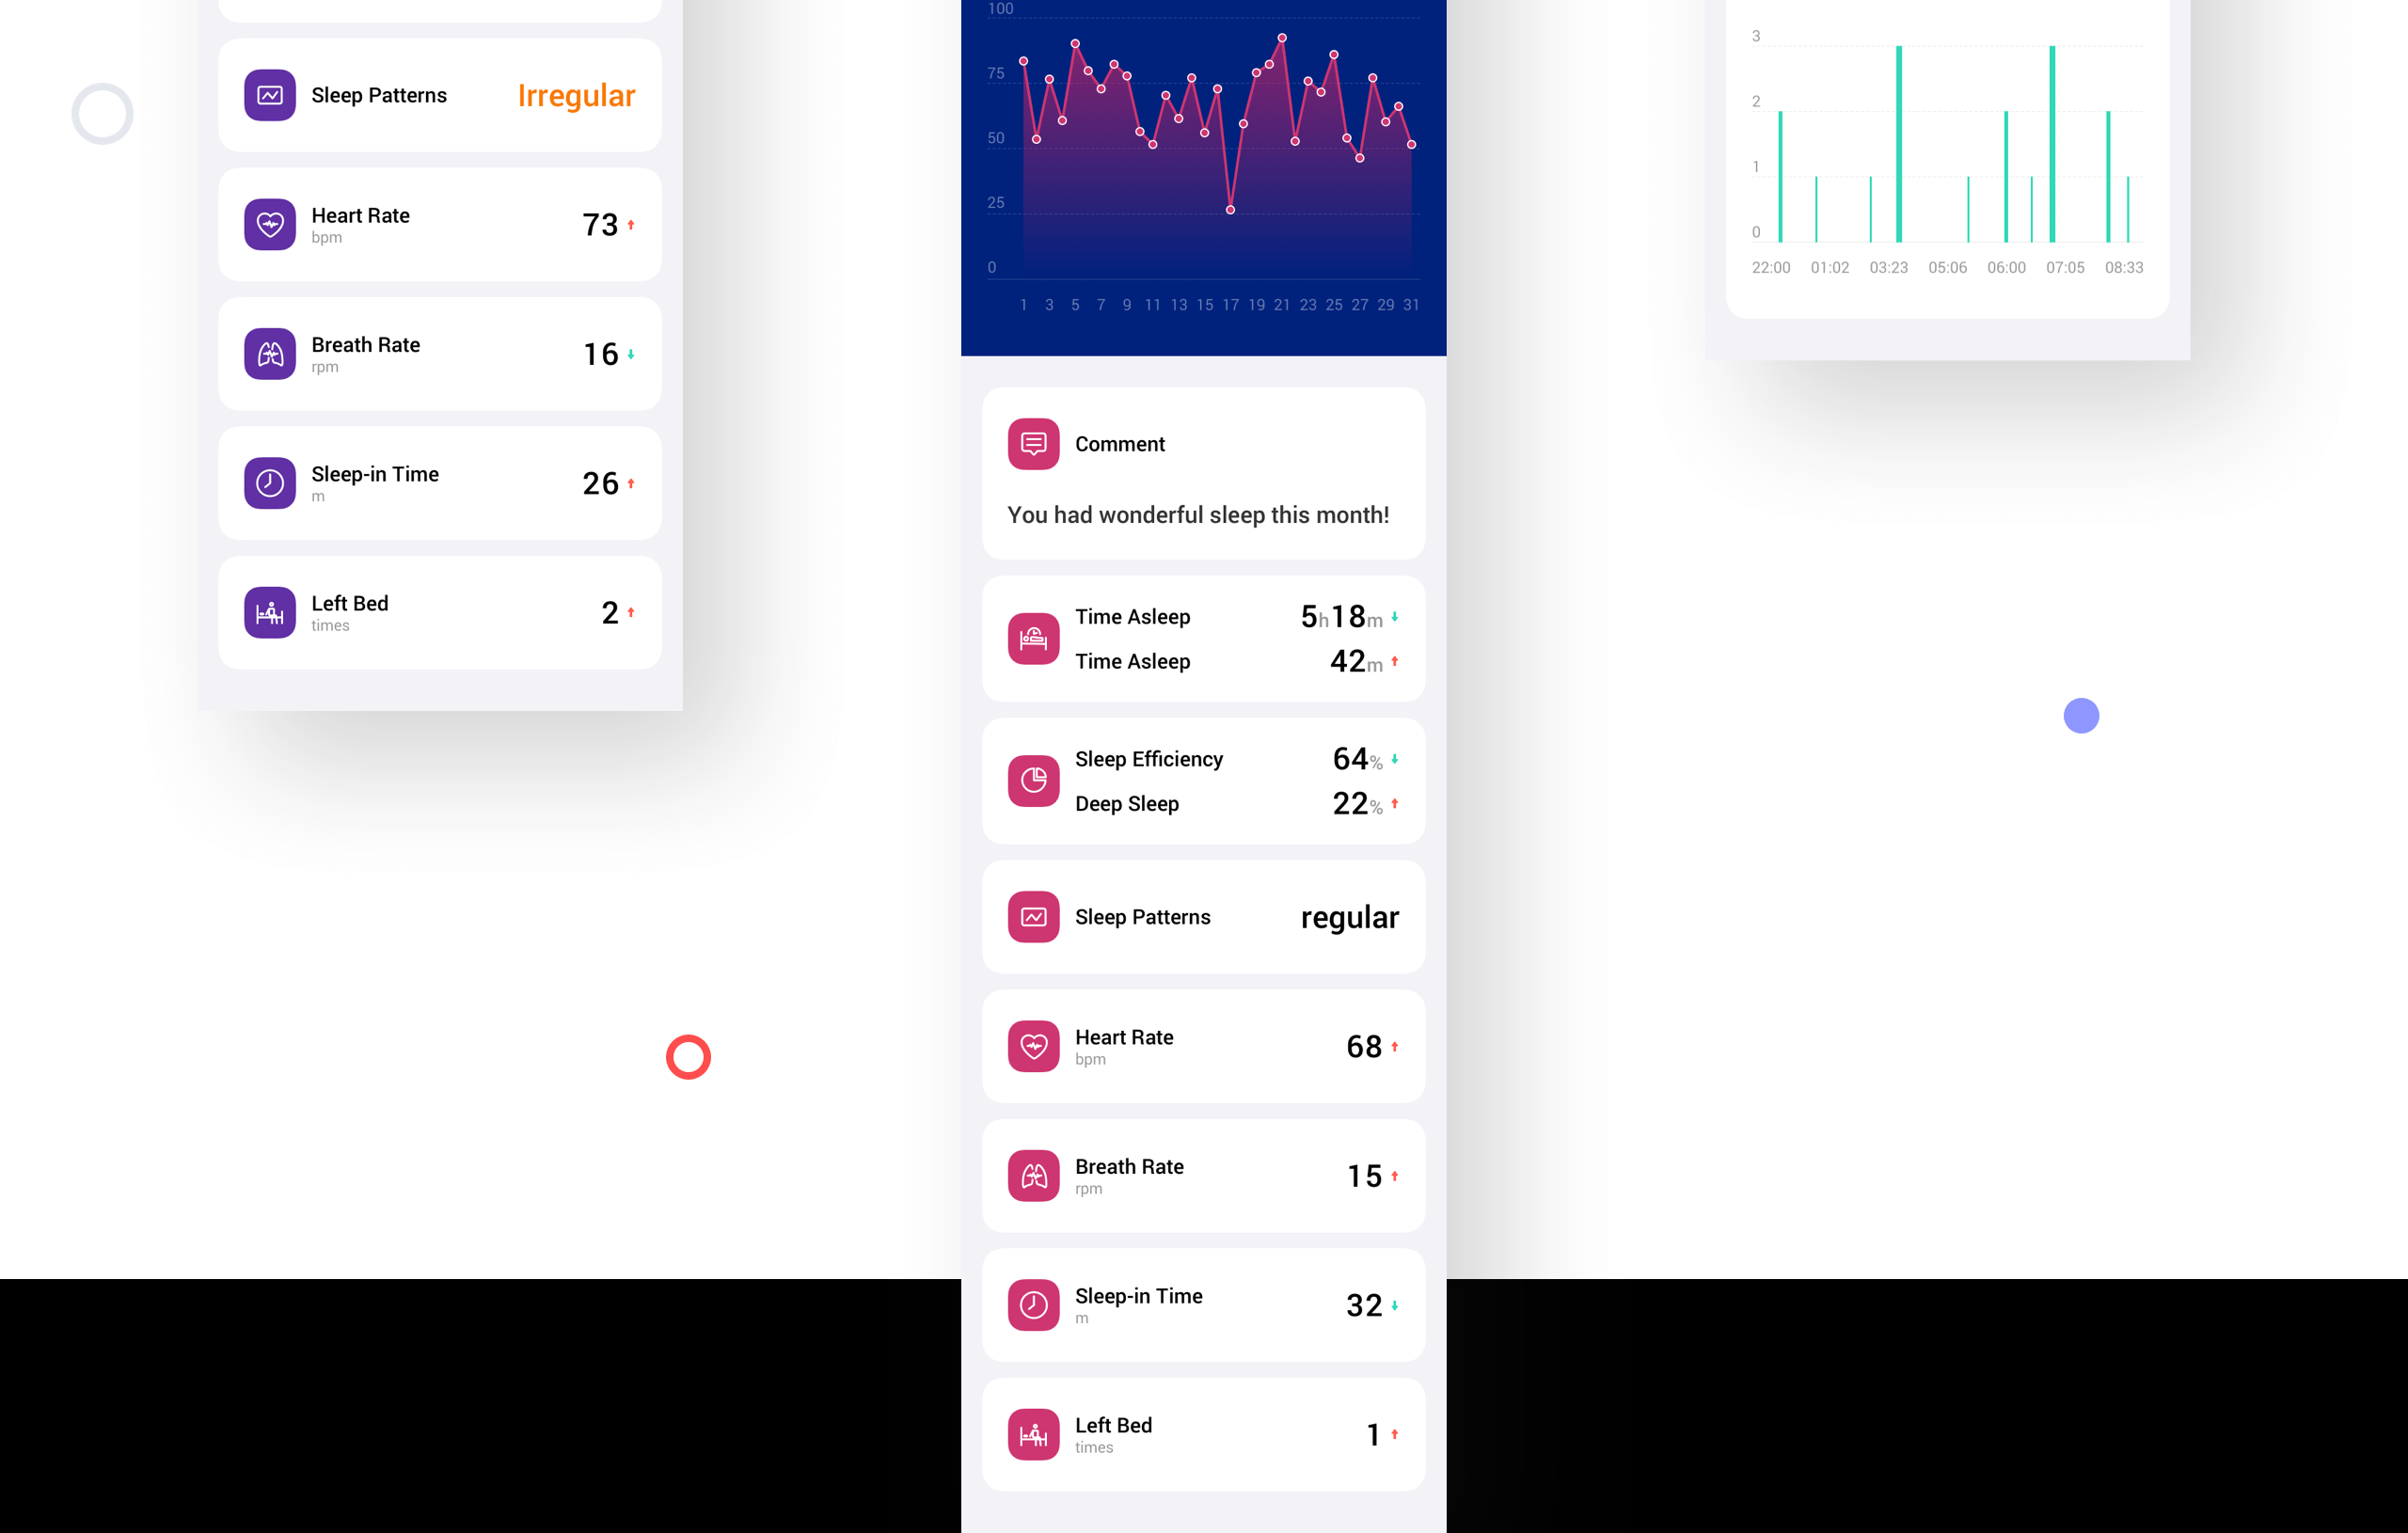 Sleep Patterns
Irregular
Heart Rate
bpm
73
Breath Rate
rpm
16
Sleep-in Time
m
26
Left Bed
times
2
100
75
50
25
0
1 3 5 7 9 11 13 15 17 19 21 23 25 27 29 31
Comment
You had wonderful sleep this month!
Time Asleep
5h18m
Time Asleep
42m
Sleep Efficiency
64%
Deep Sleep
22%
Sleep Patterns
regular
Heart Rate
bpm
68
Breath Rate
rpm
15
Sleep-in Time
m
32
Left Bed
times
1
3
2
1
0
22:00 01:02 03:23 05:06 06:00 07:05 08:33